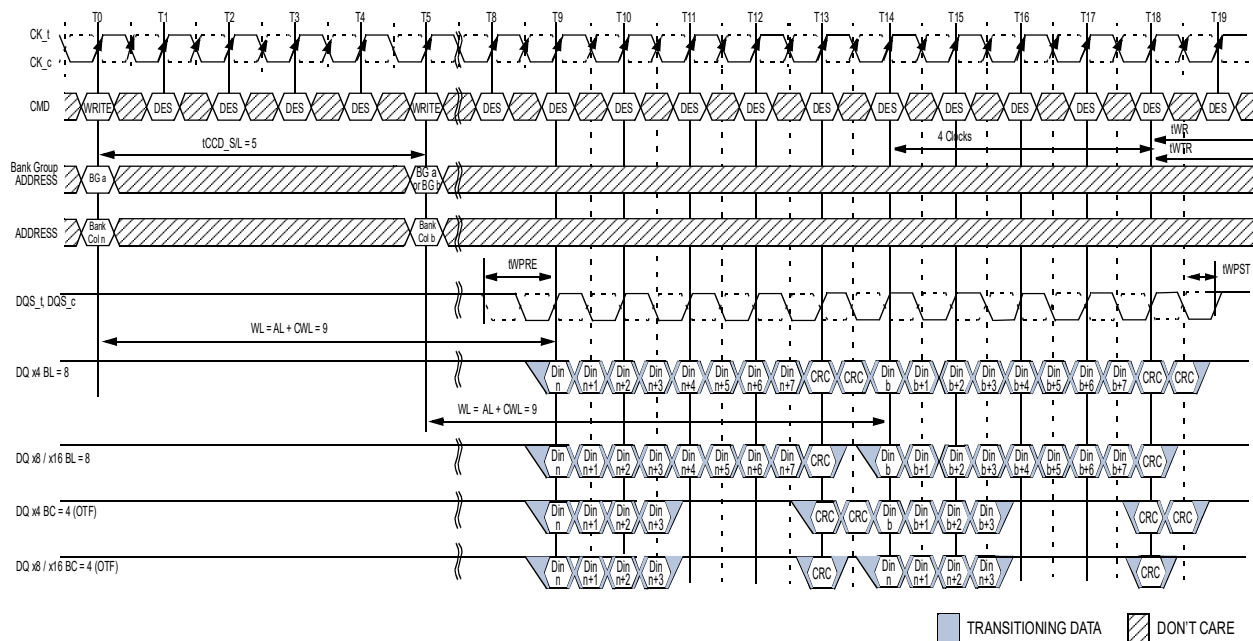 T0 T1 T2 T3 T4 T5 T8 T9 T10 T11 T12 T13 T14 T15 T16 T17 T18 T19
CK_t
CK_c
CMD WRITE DES DES DES DES WRITE DES DES DES DES DES DES DES DES DES DES DES DES
tCCD_S/L = 5
4 Clocks
tWR
tWTR
Bank Group
ADDRESS
BG a
BG a
or BG b
ADDRESS
Bank
Col n
Bank
Col b
tWPRE
tWPST
DQS_t, DQS_c
WL = AL + CWL = 9
DQ x4 BL = 8
Din Din Din Din Din Din Din Din CRC CRC Din Din Din Din Din Din Din Din CRC CRC
n n+1 n+2 n+3 n+4 n+5 n+6 n+7 b b+1 b+2 b+3 b+4 b+5 b+6 b+7
WL = AL + CWL = 9
DQ x8 / x16 BL = 8
Din Din Din Din Din Din Din Din CRC Din Din Din Din Din Din Din Din CRC
n n+1 n+2 n+3 n+4 n+5 n+6 n+7 b b+1 b+2 b+3 b+4 b+5 b+6 b+7
DQ x4 BC = 4 (OTF)
Din Din Din Din CRC CRC Din Din Din Din CRC CRC
n n+1 n+2 n+3 b b+1 b+2 b+3
DQ x8 / x16 BC = 4 (OTF)
Din Din Din Din CRC Din Din Din Din CRC
n n+1 n+2 n+3 b b+1 b+2 b+3
TRANSITIONING DATA
DON'T CARE